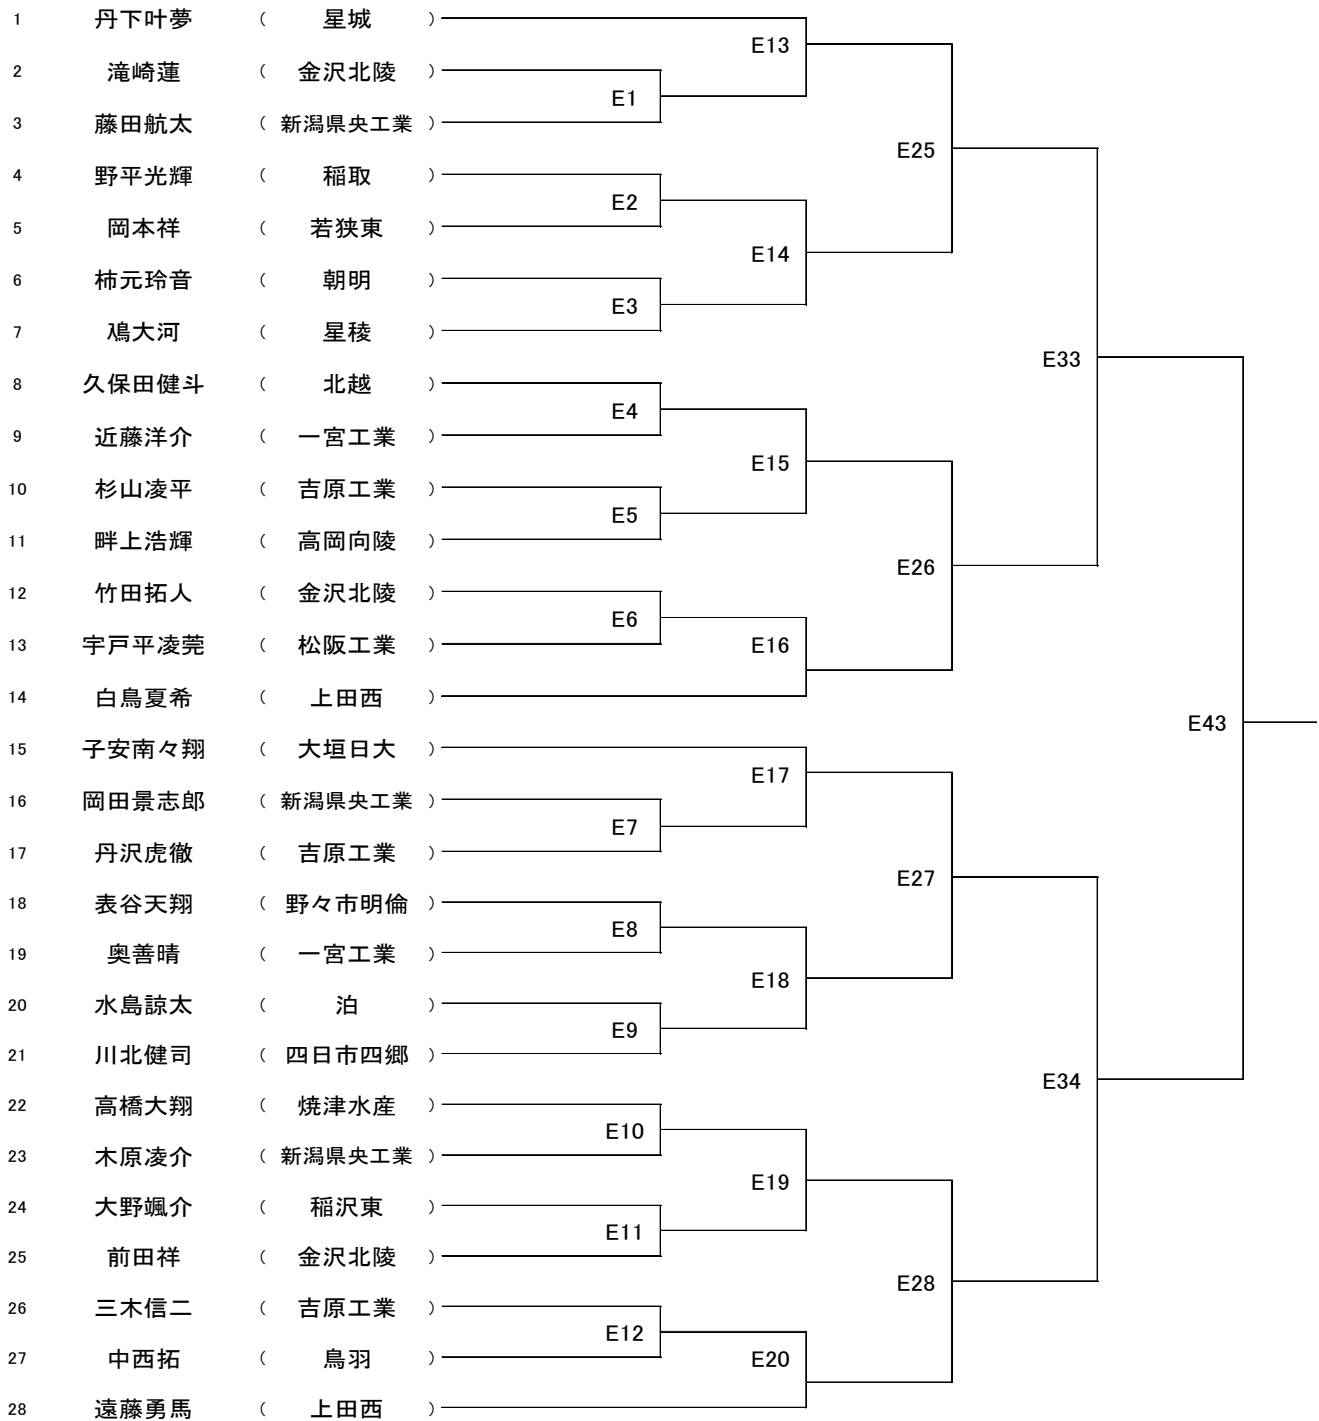 1 丹下叶夢 ( 星城 )
E13
2 滝崎蓮 ( 金沢北陵 )
E1
3 藤田航太 ( 新潟県央工業 )
E25
4 野平光輝 ( 稲取 )
E2
5 岡本祥 ( 若狭東 )
E14
6 柿元玲音 ( 朝明 )
E3
7 鳰大河 ( 星稜 )
E33
8 久保田健斗 ( 北越 )
E4
9 近藤洋介 ( 一宮工業 )
E15
10 杉山凌平 ( 吉原工業 )
E5
11 畔上浩輝 ( 高岡向陵 )
E26
12 竹田拓人 ( 金沢北陵 )
E6
13 宇戸平凌莞 ( 松阪工業 )
E16
14 白鳥夏希 ( 上田西 )
E43
15 子安南々翔 ( 大垣日大 )
E17
16 岡田景志郎 ( 新潟県央工業 )
E7
17 丹沢虎徹 ( 吉原工業 )
E27
18 表谷天翔 ( 野々市明倫 )
E8
19 奥善晴 ( 一宮工業 )
E18
20 水島諒太 ( 泊 )
E9
21 川北健司 ( 四日市四郷 )
E34
22 高橋大翔 ( 焼津水産 )
E10
23 木原凌介 ( 新潟県央工業 )
E19
24 大野颯介 ( 稲沢東 )
E11
25 前田祥 ( 金沢北陵 )
E28
26 三木信二 ( 吉原工業 )
E12
27 中西拓 ( 鳥羽 )
E20
28 遠藤勇馬 ( 上田西 )